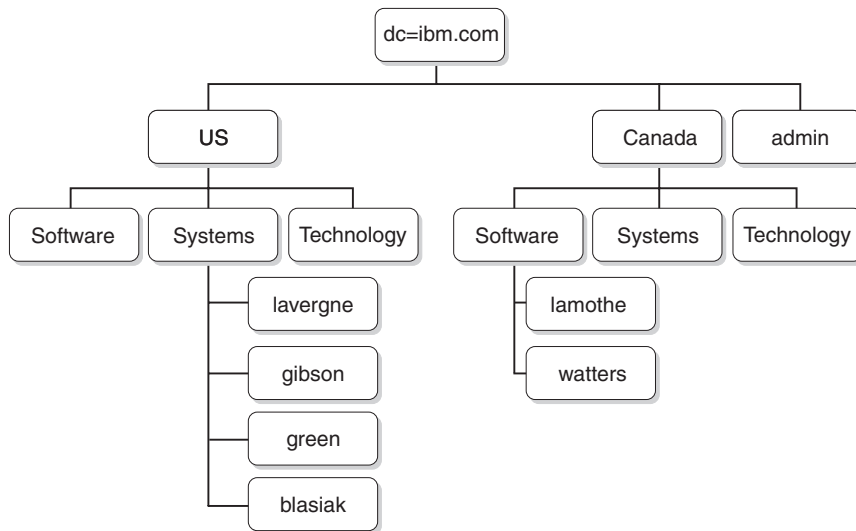 dc=ibm.com
US
Canada
admin
Software
Systems
Technology
Software
Systems
Technology
lavergne
gibson
green
blasiak
lamothe
watters